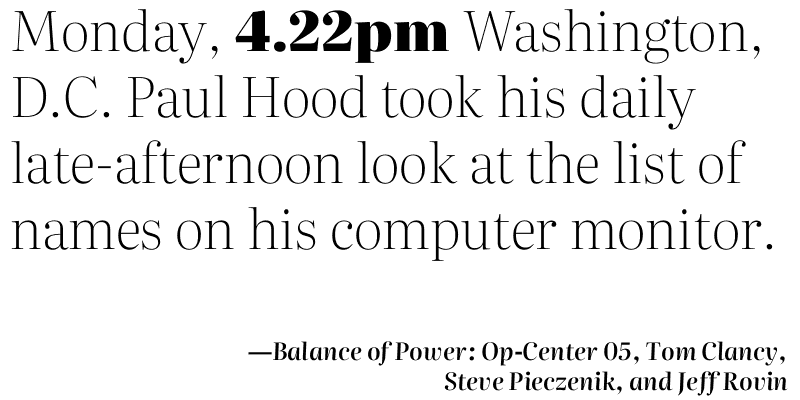 Monday, 4.22pm Washington,
D.C. Paul Hood took his daily
late-afternoon look at the list of
names on his computer monitor.
—Balance of Power: Op-Center 05, Tom Clancy,
Steve Pieczenik, and Jeff Rovin